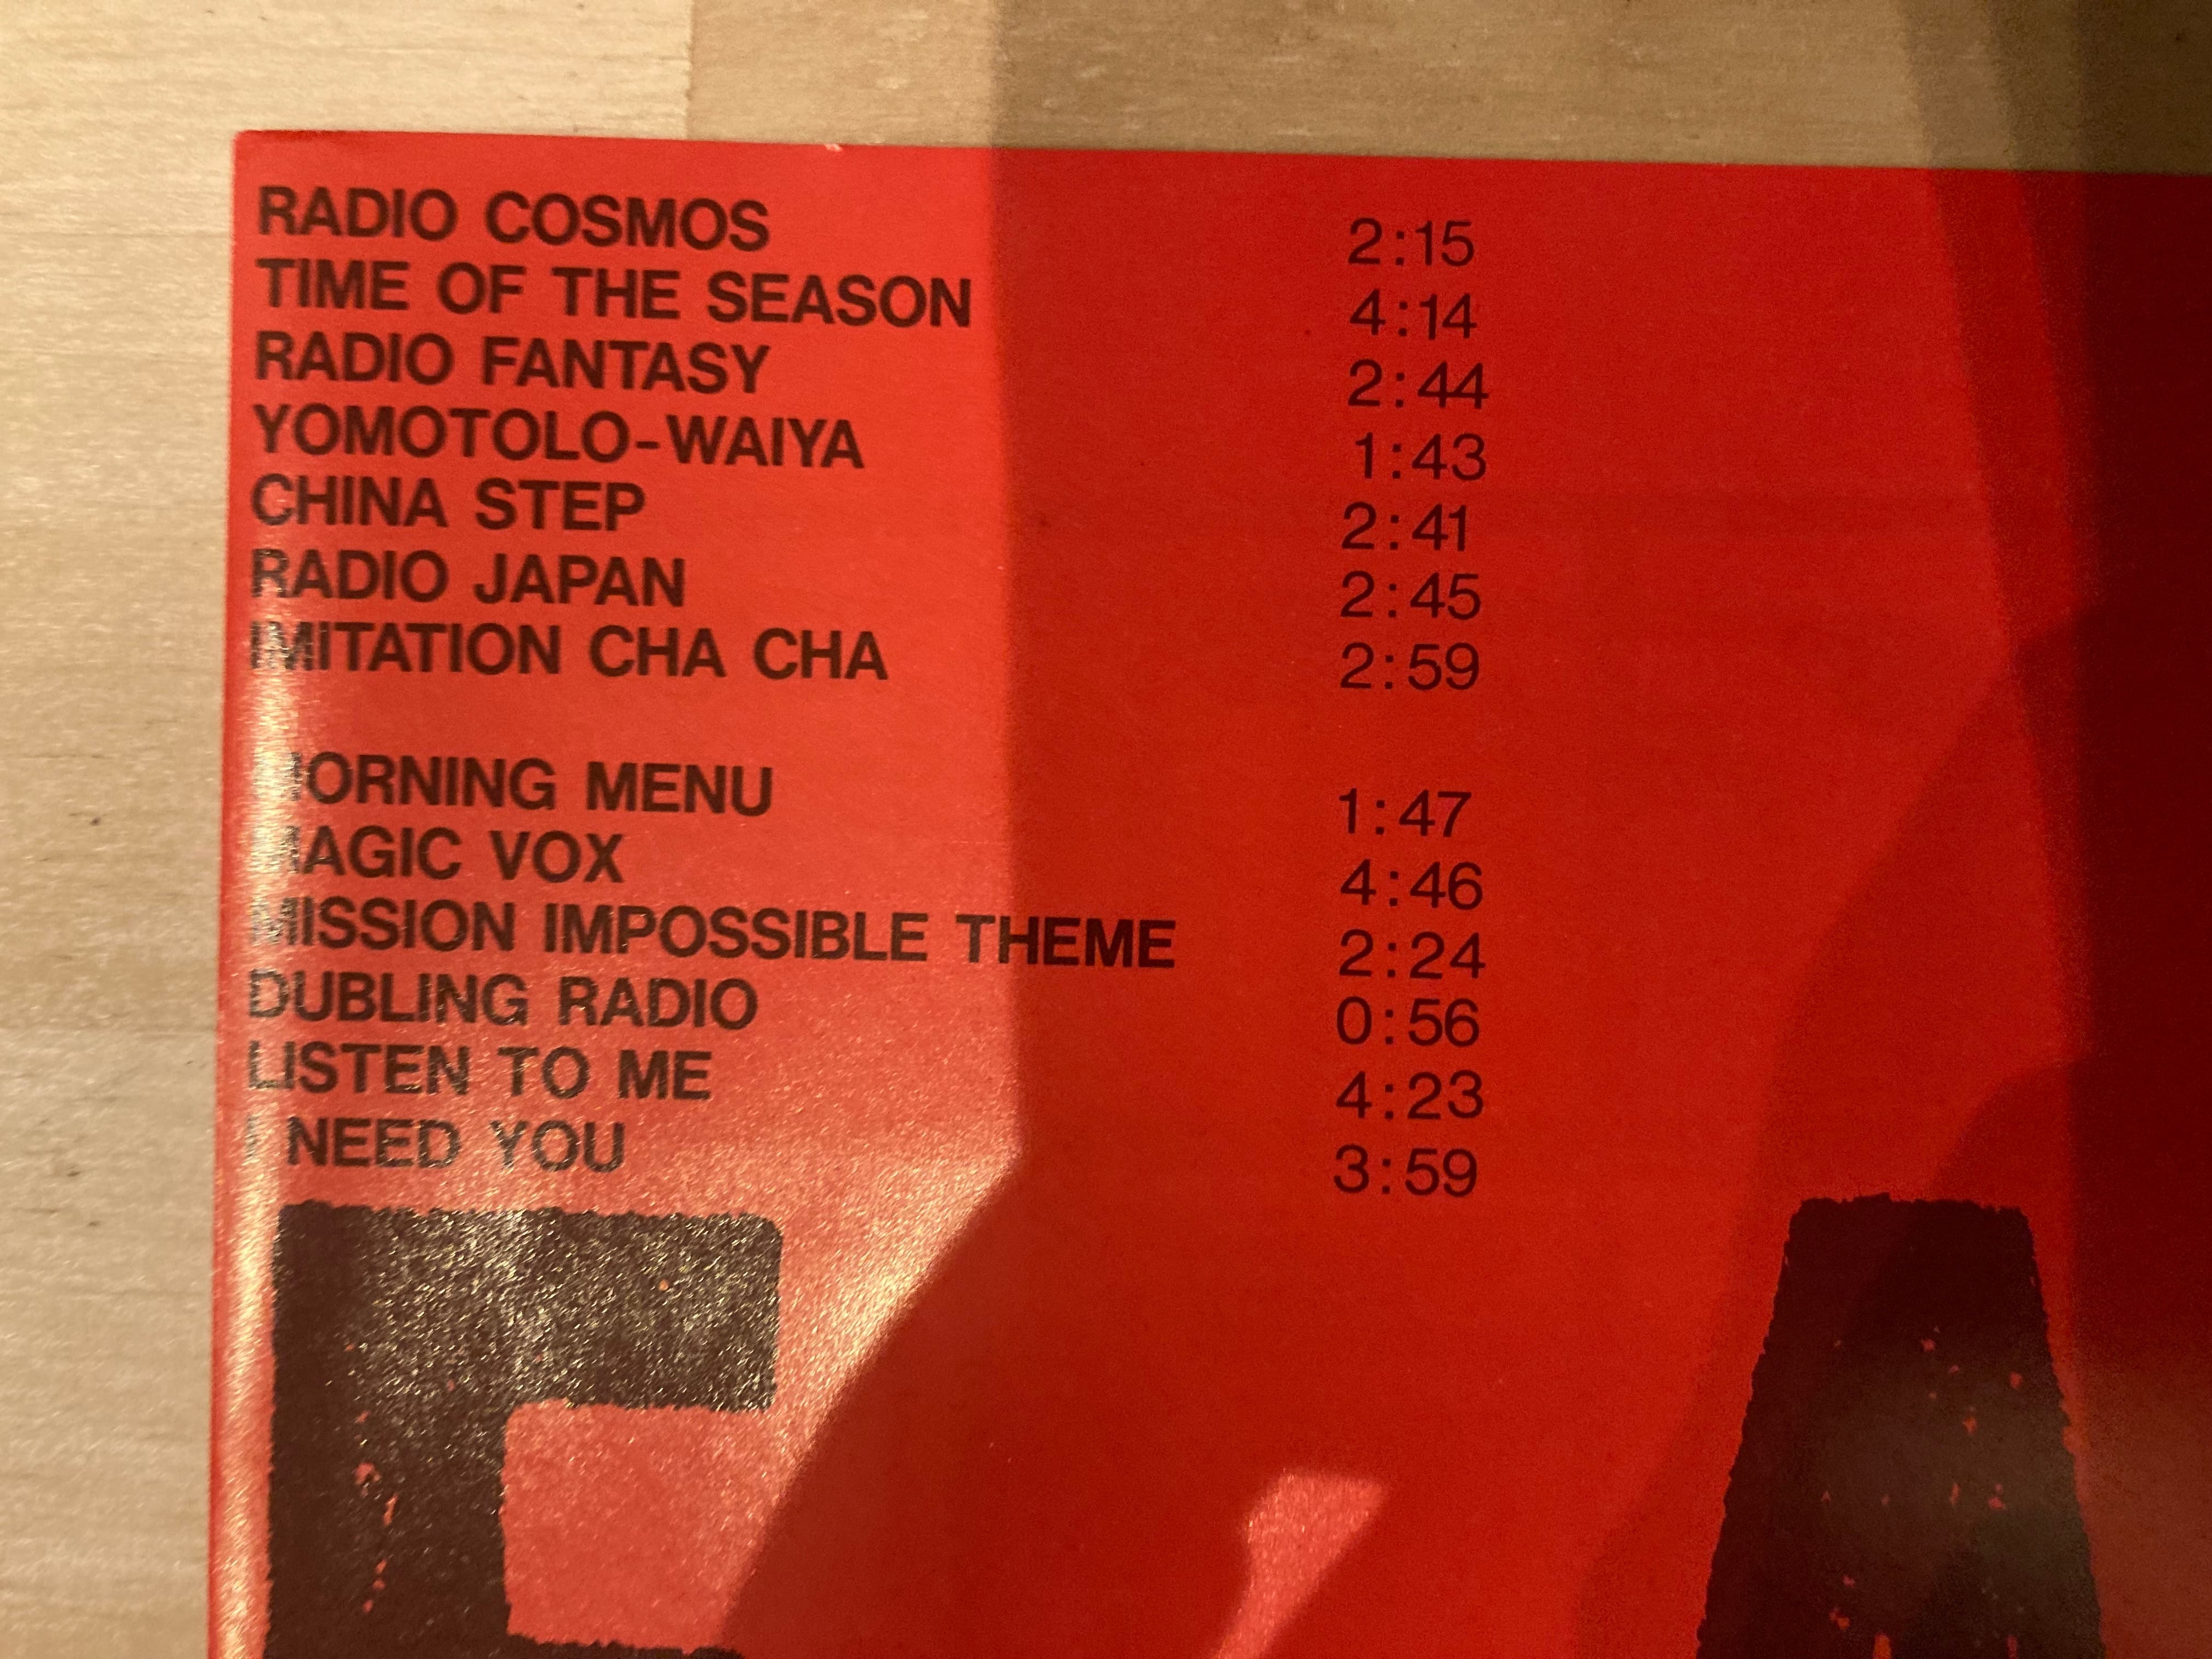 RADIO COSMOS 2:15
TIME OF THE SEASON 4:14
RADIO FANTASY 2:44
YOMOTOLO-WAIYA 1:43
CHINA STEP 2:41
RADIO JAPAN 2:45
IMITATION CHA CHA 2:59
MORNING MENU 1:47
MAGIC VOX 4:46
MISSION IMPOSSIBLE THEME 2:24
DUBLING RADIO 0:56
LISTEN TO ME 4:23
I NEED YOU 3:59